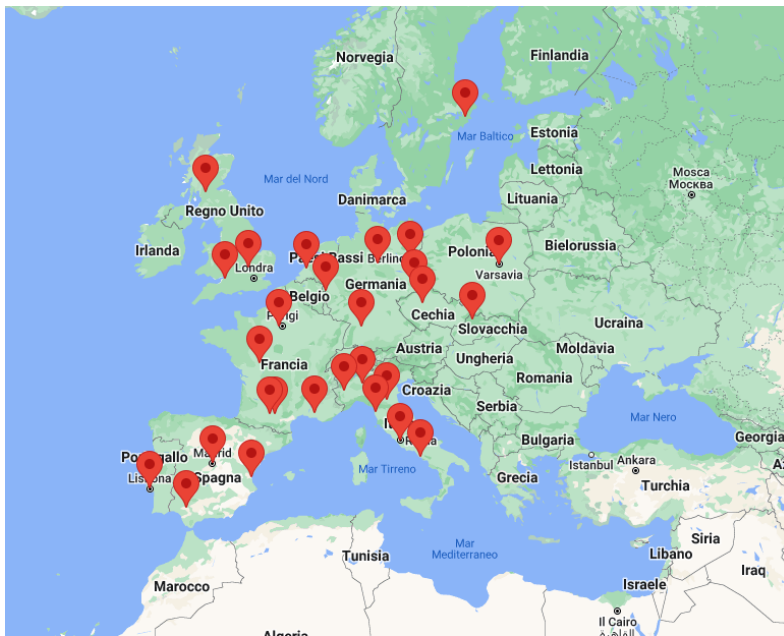 Norvegia
Finlandia
Mar Baltico
Estonia
Mosca
Москва
Mar del Nord
Lettonia
Danimarca
Lituania
Regno Unito
Irlanda
Paesi Bassi
Berlino
Polonia
Bielorussia
Londra
Varsavia
Germania
Belgio
Cechia
Ucraina
Slovacchia
Austria
Moldavia
Ungheria
Francia
Romania
Croazia
Serbia
Mar Nero
Bulgaria
Georgia
Portogallo
Madrid
Istanbul
Ankara
Mar Tirreno
Spagna
Grecia
Turchia
Siria
Mar
Mediterraneo
Tunisia
Libano
Iraq
Israele
Marocco
Il Cairo
Algeria